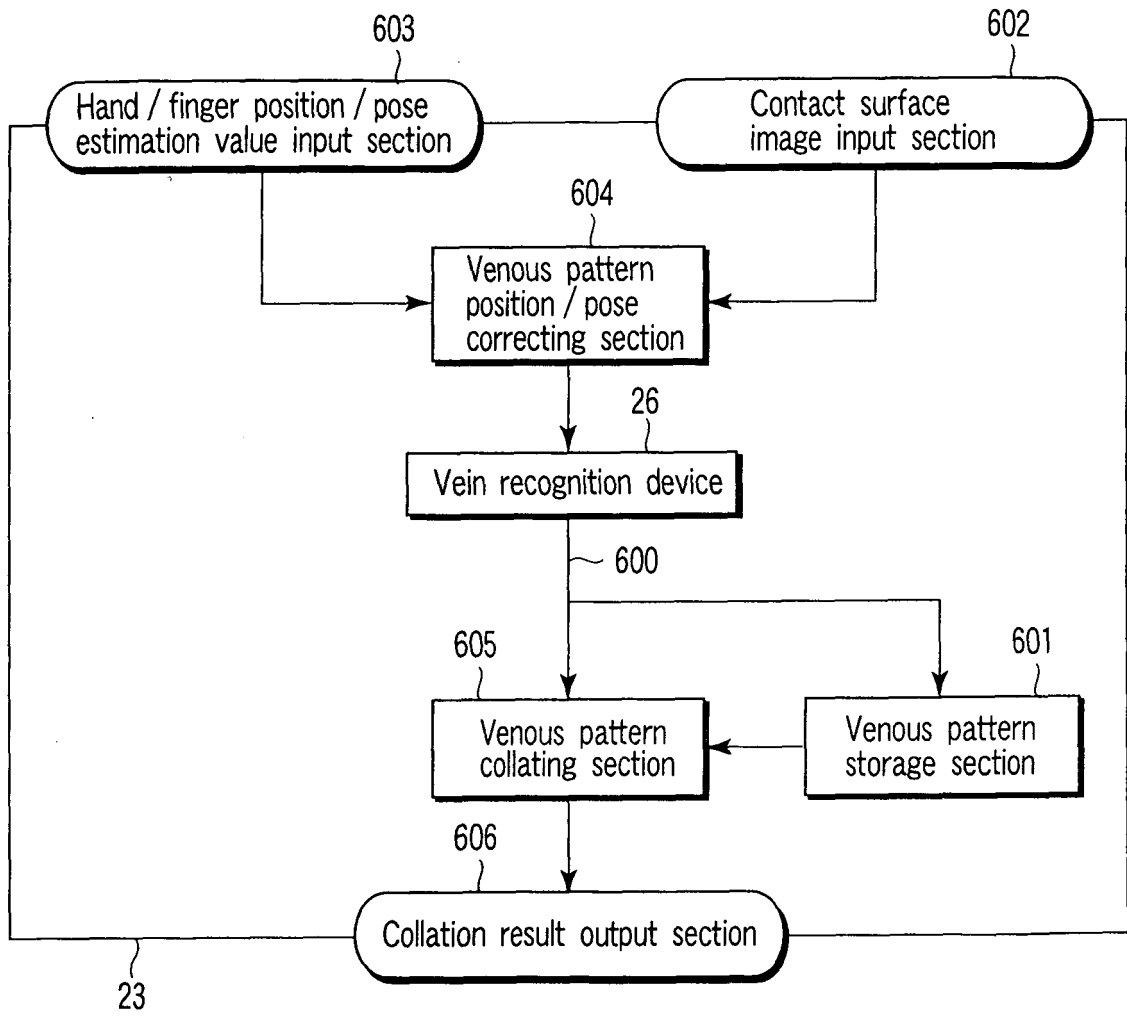 603
602
Hand / finger position / pose
estimation value input section
Contact surface
image input section
604
Venous pattern
position / pose
correcting section
26
Vein recognition device
600
605
601
Venous pattern
collating section
Venous pattern
storage section
606
Collation result output section
23